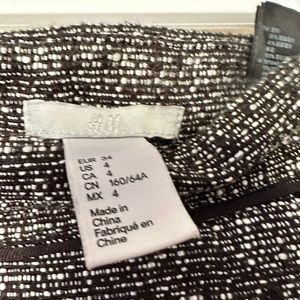 H&M
EUR 34
US 4
CA 4
CN 160/64A
MX 4
Made in
China
Fabriqué en
Chine